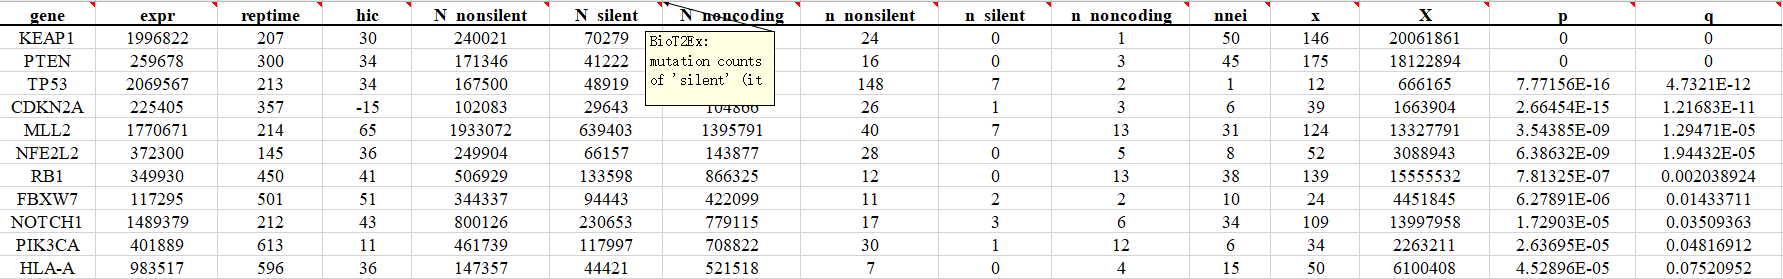 gene expr reptime hic N_nonsilent N_silent N_noncoding n_nonsilent n_silent n_noncoding nnei x X p q
KEAP1 1996822 207 30 240021 70279 24 0 1 50 146 20061861 0 0
PTEN 259678 300 34 171346 41222 16 0 3 45 175 18122894 0 0
TP53 2069567 213 34 167500 48919 148 7 2 1 12 666165 7.77156E-16 4.7321E-12
CDKN2A 225405 357 -15 102083 29643 104866 26 1 3 6 39 1663904 2.66454E-15 1.21683E-11
MLL2 1770671 214 65 1933072 639403 1395791 40 7 13 31 124 13327791 3.54385E-09 1.29471E-05
NFE2L2 372300 145 36 249904 66157 143877 28 0 5 8 52 3088943 6.38632E-09 1.94432E-05
RB1 349930 450 41 506929 133598 866325 12 0 13 38 139 15555532 7.81325E-07 0.002038924
FBXW7 117295 501 51 344337 94443 422099 11 2 2 10 24 4451845 6.27891E-06 0.01433711
NOTCH1 1489379 212 43 800126 230653 779115 17 3 6 34 109 13997958 1.72903E-05 0.03509363
PIK3CA 401889 613 11 461739 117997 708822 30 1 12 6 34 2263211 2.63695E-05 0.04816912
HLA-A 983517 596 36 147357 44421 521518 7 0 4 15 50 6100408 4.52896E-05 0.07520952
BioT2Ex:
mutation counts
of 'silent' (it